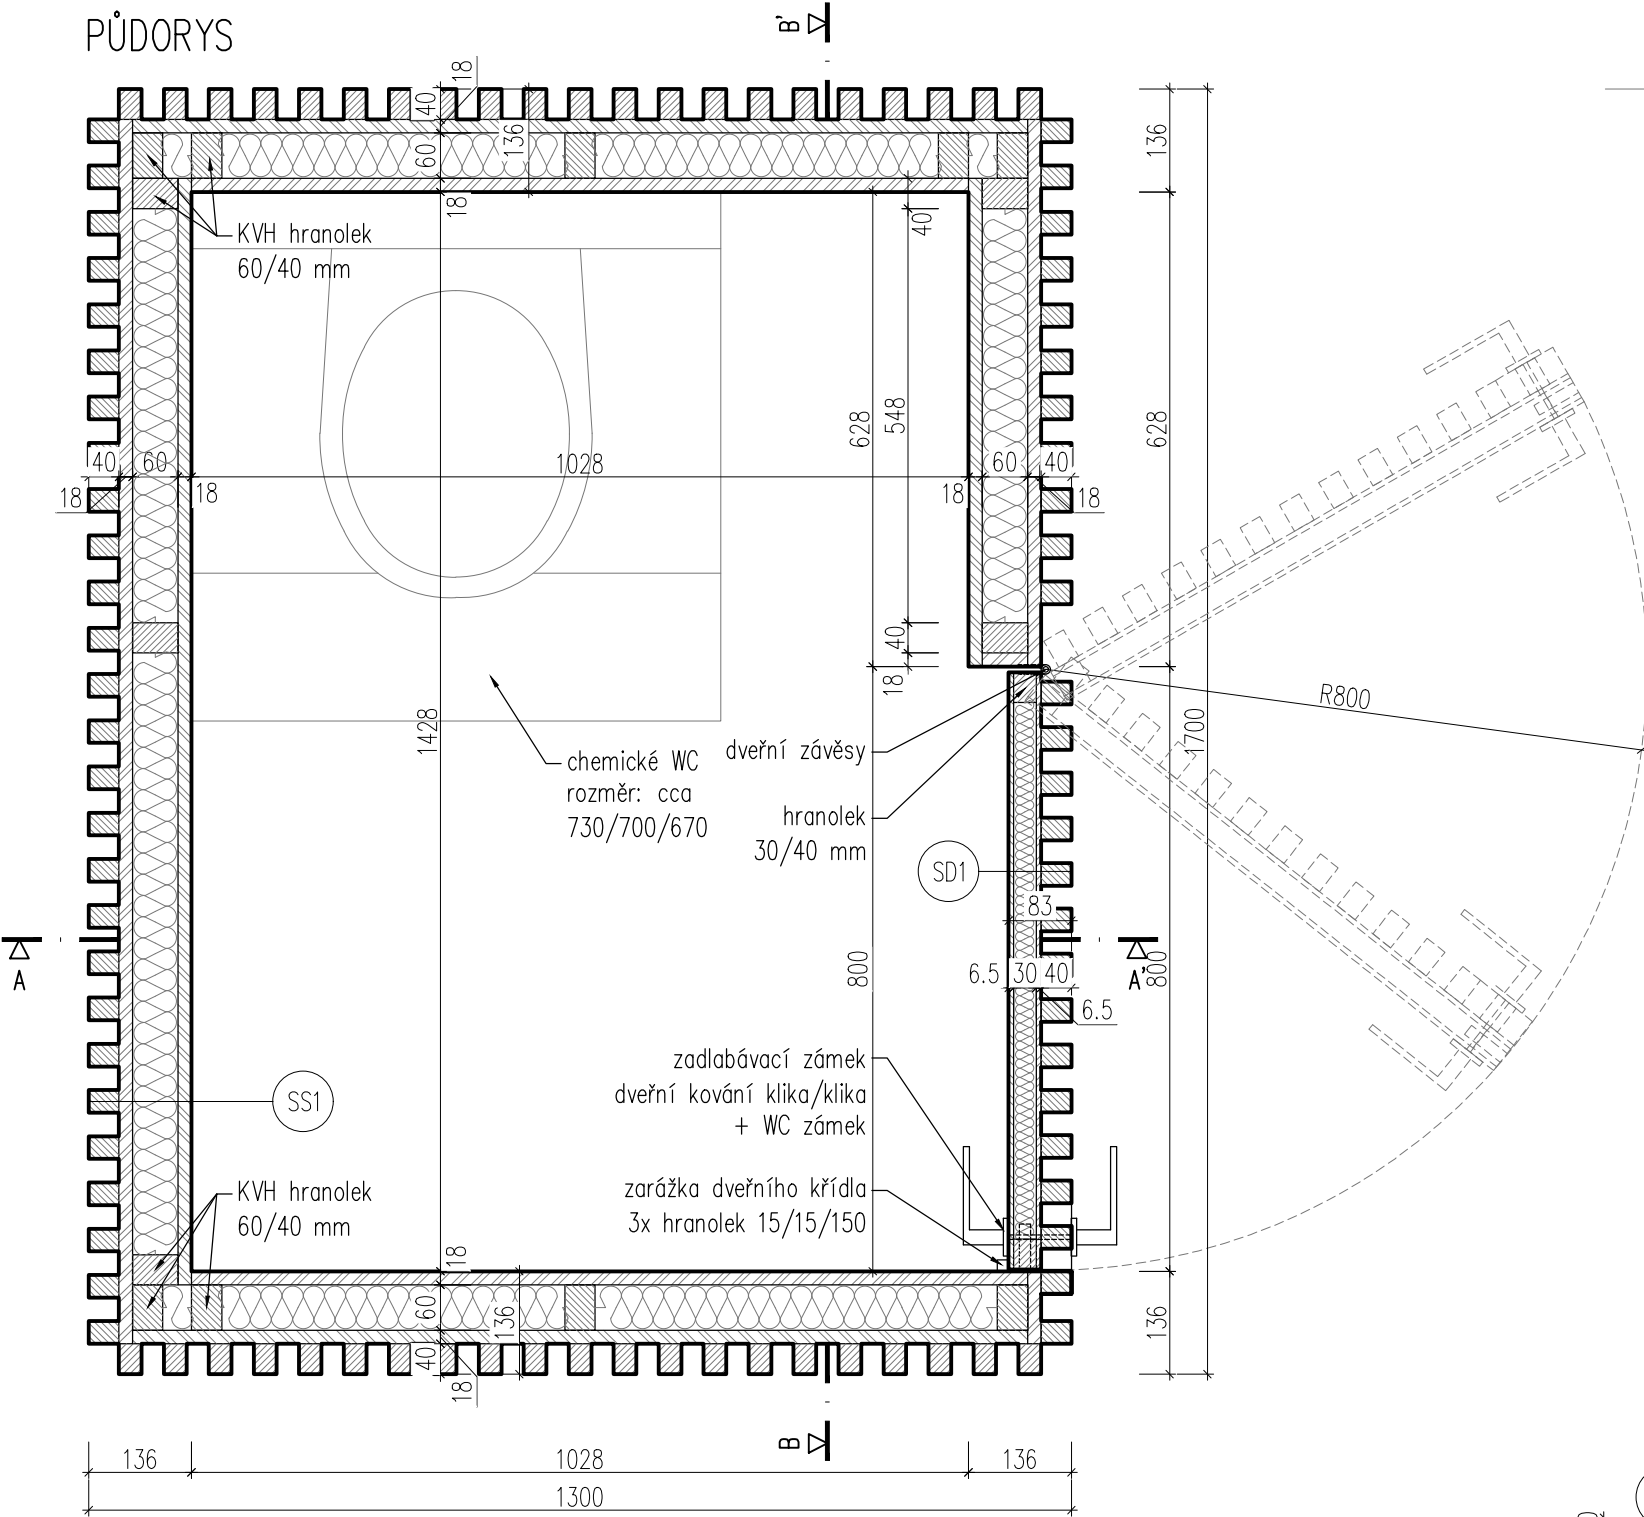 PŮDORYS
B'
18
40
136
60
18
136
40
KVH hranolek
60/40 mm
628
548
628
40
60
1028
60
40
18
18
18
18
40
18
R800
1428
1700
dveřní závěsy
chemické WC
rozměr: cca
730/700/670
hranolek
30/40 mm
SD1
83
A
A'
800
6.5
30
40
800
6.5
zadlabávací zámek
dveřní kování klika/klika
+ WC zámek
SS1
zarážka dveřního křídla
3x hranolek 15/15/150
KVH hranolek
60/40 mm
18
60
136
40
18
136
B
136
1028
136
1300